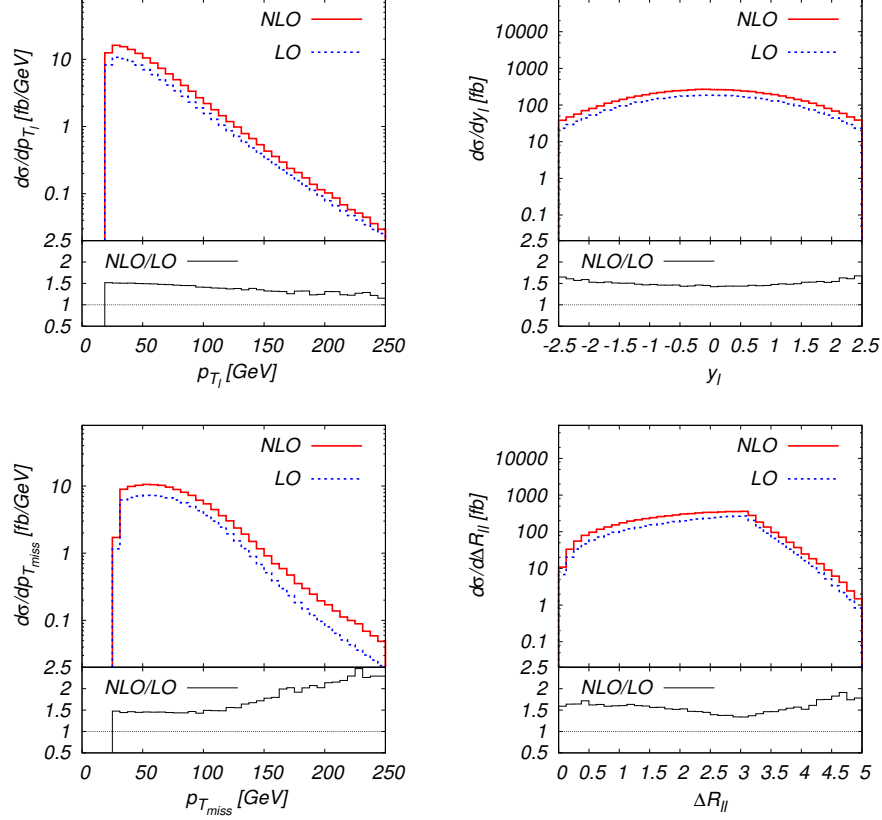 NLO
LO
10
1
0.1
dσ/dp_{T_l} [fb/GeV]
2.5
2
1.5
1
0.5
NLO/LO
0 50 100 150 200 250
p_{T_l} [GeV]
NLO
LO
10000
1000
100
10
1
0.1
dσ/dy_l [fb]
2.5
2
1.5
1
0.5
NLO/LO
-2.5 -2 -1.5 -1 -0.5 0 0.5 1 1.5 2 2.5
y_l
NLO
LO
10
1
0.1
dσ/dp_{T_{miss}} [fb/GeV]
2.5
2
1.5
1
0.5
NLO/LO
0 50 100 150 200 250
p_{T_{miss}} [GeV]
NLO
LO
10000
1000
100
10
1
0.1
dσ/dΔR_{ll} [fb]
2.5
2
1.5
1
0.5
NLO/LO
0 0.5 1 1.5 2 2.5 3 3.5 4 4.5 5
ΔR_{ll}